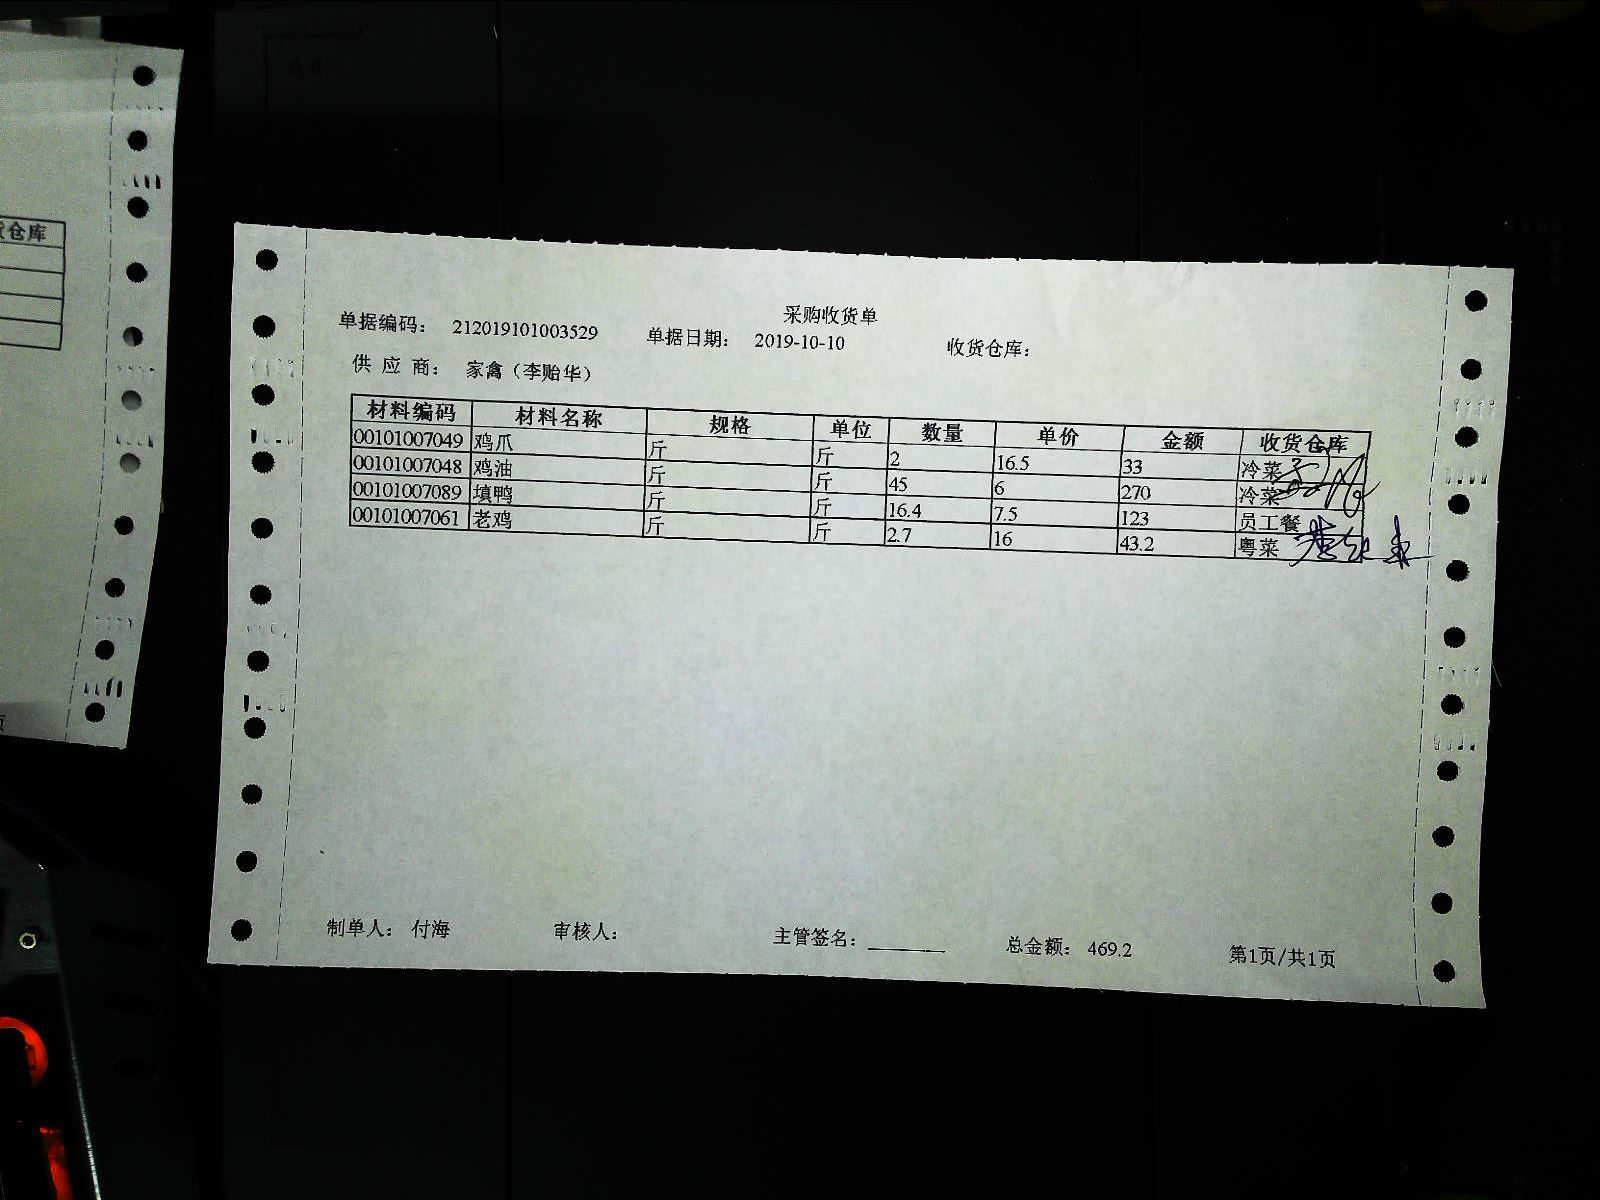 采购收货单
单据编码： 212019101003529 单据日期： 2019-10-10 收货仓库：
供 应 商： 家禽（李贻华）
材料编码 材料名称 规格 单位 数量 单价 金额 收货仓库
00101007049 鸡爪 斤 斤 2 16.5 33 冷菜
00101007048 鸡油 斤 斤 45 6 270 冷菜
00101007089 填鸭 斤 斤 16.4 7.5 123 员工餐
00101007061 老鸡 斤 斤 2.7 16 43.2 粤菜
制单人： 付海 审核人： 主管签名： 总金额： 469.2 第1页/共1页
仓库